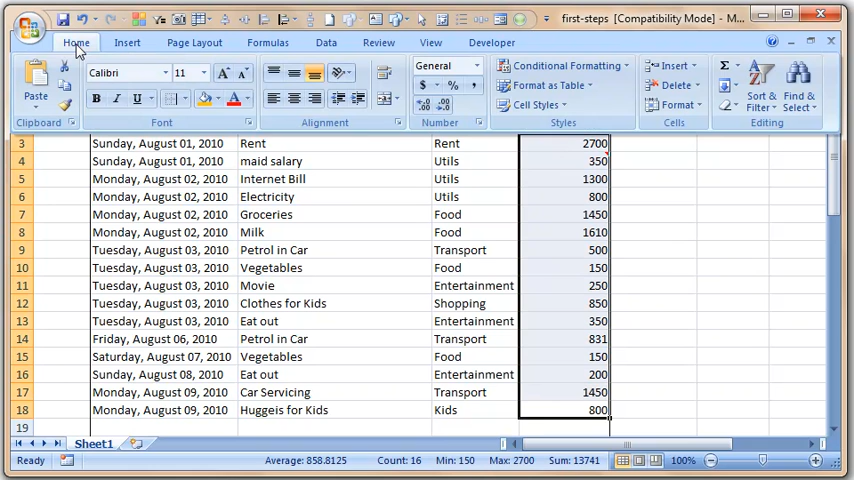 first-steps [Compatibility Mode] - M...
Home Insert Page Layout Formulas Data Review View Developer
Paste
Clipboard
Calibri 11
B I U A
Font
Alignment
General
$ % ,
Number
Conditional Formatting
Format as Table
Cell Styles
Styles
Insert
Delete
Format
Cells
Σ
Sort & Filter
Find & Select
Editing
3 Sunday, August 01, 2010 Rent Rent 2700
4 Sunday, August 01, 2010 maid salary Utils 350
5 Monday, August 02, 2010 Internet Bill Utils 1300
6 Monday, August 02, 2010 Electricity Utils 800
7 Monday, August 02, 2010 Groceries Food 1450
8 Monday, August 02, 2010 Milk Food 1610
9 Tuesday, August 03, 2010 Petrol in Car Transport 500
10 Tuesday, August 03, 2010 Vegetables Food 150
11 Tuesday, August 03, 2010 Movie Entertainment 250
12 Tuesday, August 03, 2010 Clothes for Kids Shopping 850
13 Tuesday, August 03, 2010 Eat out Entertainment 350
14 Friday, August 06, 2010 Petrol in Car Transport 831
15 Saturday, August 07, 2010 Vegetables Food 150
16 Sunday, August 08, 2010 Eat out Entertainment 200
17 Monday, August 09, 2010 Car Servicing Transport 1450
18 Monday, August 09, 2010 Huggeis for Kids Kids 800
19
Sheet1
Ready Average: 858.8125 Count: 16 Min: 150 Max: 2700 Sum: 13741 100%